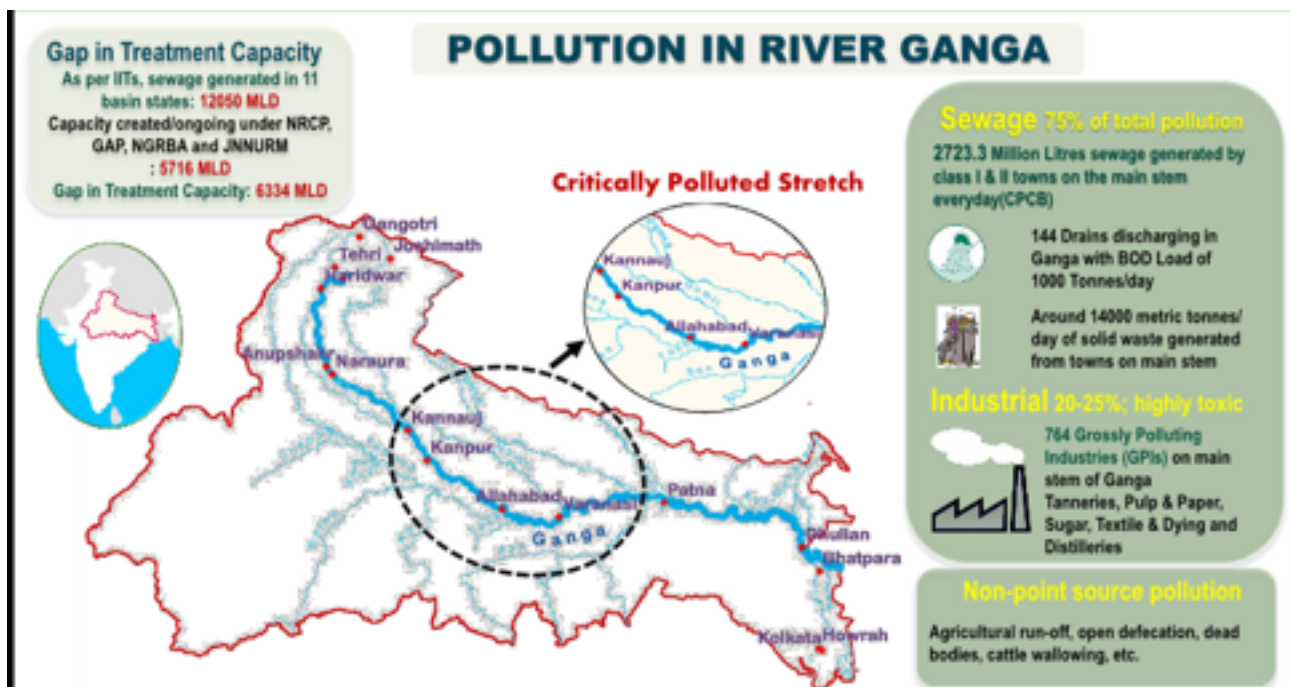 POLLUTION IN RIVER GANGA
Gap in Treatment Capacity
As per IITs, sewage generated in 11
basin states: 12050 MLD
Capacity created/ongoing under NRCP,
GAP, NGRBA and JNNURM
: 5716 MLD
Gap in Treatment Capacity: 6334 MLD
Critically Polluted Stretch
Kannauj
Kanpur
Allahabad
Varanasi
Ganga
Gangotri
Joshimath
Tehri
Haridwar
Anupshahr
Naraura
Kannauj
Kanpur
Allahabad
Varanasi
Ganga
Patna
Dhullan
Bhatpara
Kolkata
Howrah
Sewage 75% of total pollution
2723.3 Million Litres sewage generated by
class I & II towns on the main stem
everyday(CPCB)
144 Drains discharging in
Ganga with BOD Load of
1000 Tonnes/day
Around 14000 metric tonnes/
day of solid waste generated
from towns on main stem
Industrial 20-25%; highly toxic
764 Grossly Polluting
Industries (GPIs) on main
stem of Ganga
Tanneries, Pulp & Paper,
Sugar, Textile & Dying and
Distilleries
Non-point source pollution
Agricultural run-off, open defecation, dead
bodies, cattle wallowing, etc.